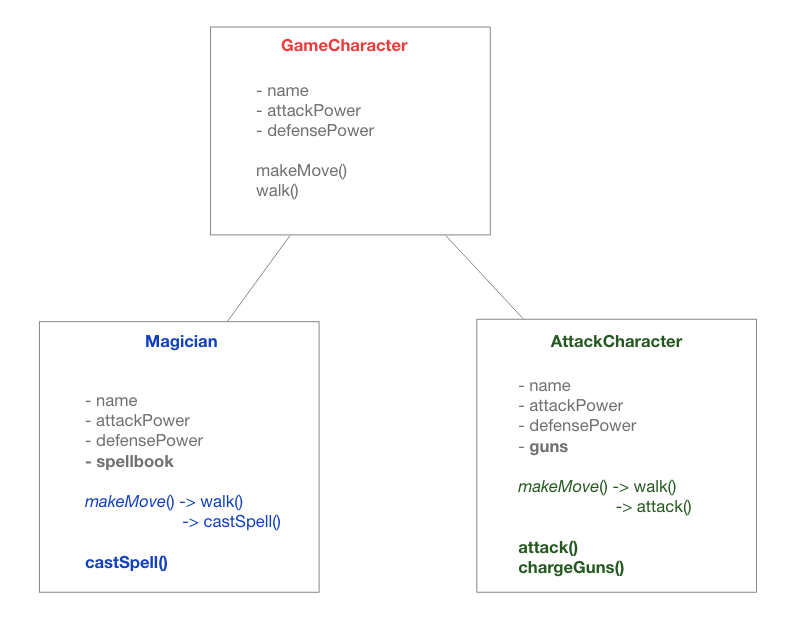 GameCharacter
- name
- attackPower
- defensePower
makeMove()
walk()
Magician
- name
- attackPower
- defensePower
- spellbook
makeMove() -> walk()
-> castSpell()
castSpell()
AttackCharacter
- name
- attackPower
- defensePower
- guns
makeMove() -> walk()
-> attack()
attack()
chargeGuns()